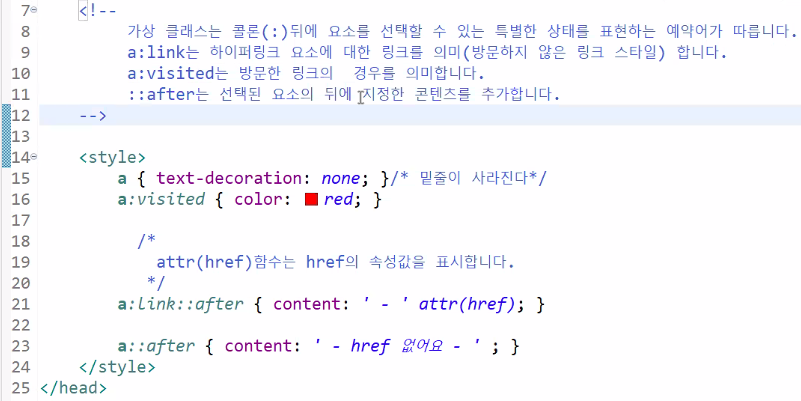 7 <!--
8 가상 클래스는 콜론(:)뒤에 요소를 선택할 수 있는 특별한 상태를 표현하는 예약어가 따릅니다.
9 a:link는 하이퍼링크 요소에 대한 링크를 의미(방문하지 않은 링크 스타일) 합니다.
10 a:visited는 방문한 링크의  경우를 의미합니다.
11 ::after는 선택된 요소의 뒤에 지정한 콘텐츠를 추가합니다.
12 -->
13
14 <style>
15 a { text-decoration: none; }/* 밑줄이 사라진다*/
16 a:visited { color: red; }
17
18 /*
19 attr(href)함수는 href의 속성값을 표시합니다.
20 */
21 a:link::after { content: ' - ' attr(href); }
22
23 a::after { content: ' - href 없어요 - ' ; }
24 </style>
25 </head>